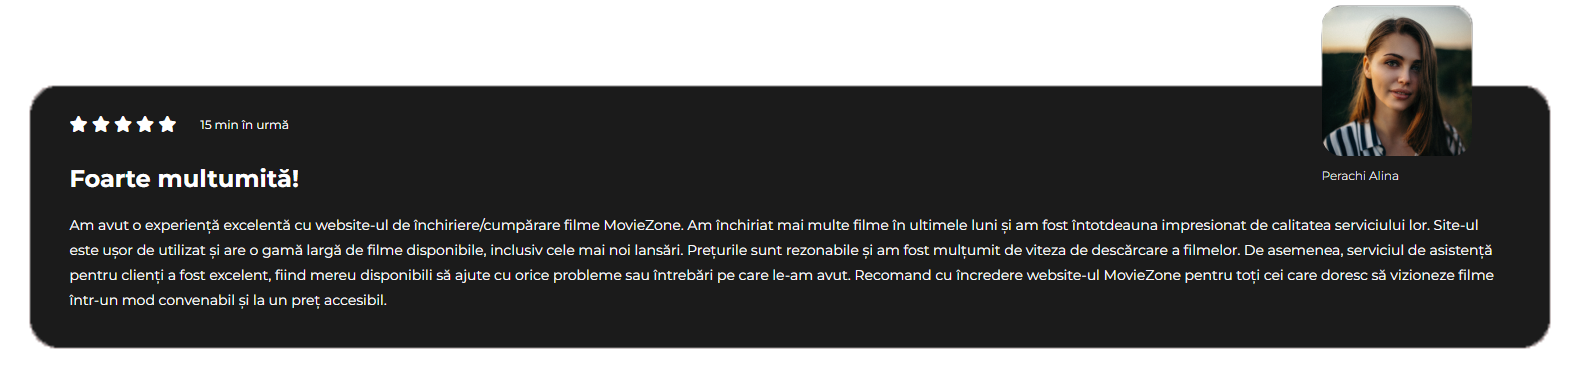 15 min în urmă
Foarte multumită!
Perachi Alina
Am avut o experiență excelentă cu website-ul de închiriere/cumpărare filme MovieZone. Am închiriat mai multe filme în ultimele luni și am fost întotdeauna impresionat de calitatea serviciului lor. Site-ul
este ușor de utilizat și are o gamă largă de filme disponibile, inclusiv cele mai noi lansări. Prețurile sunt rezonabile și am fost mulțumit de viteza de descărcare a filmelor. De asemenea, serviciul de asistență
pentru clienți a fost excelent, fiind mereu disponibili să ajute cu orice probleme sau întrebări pe care le-am avut. Recomand cu încredere website-ul MovieZone pentru toți cei care doresc să vizioneze filme
într-un mod convenabil și la un preț accesibil.